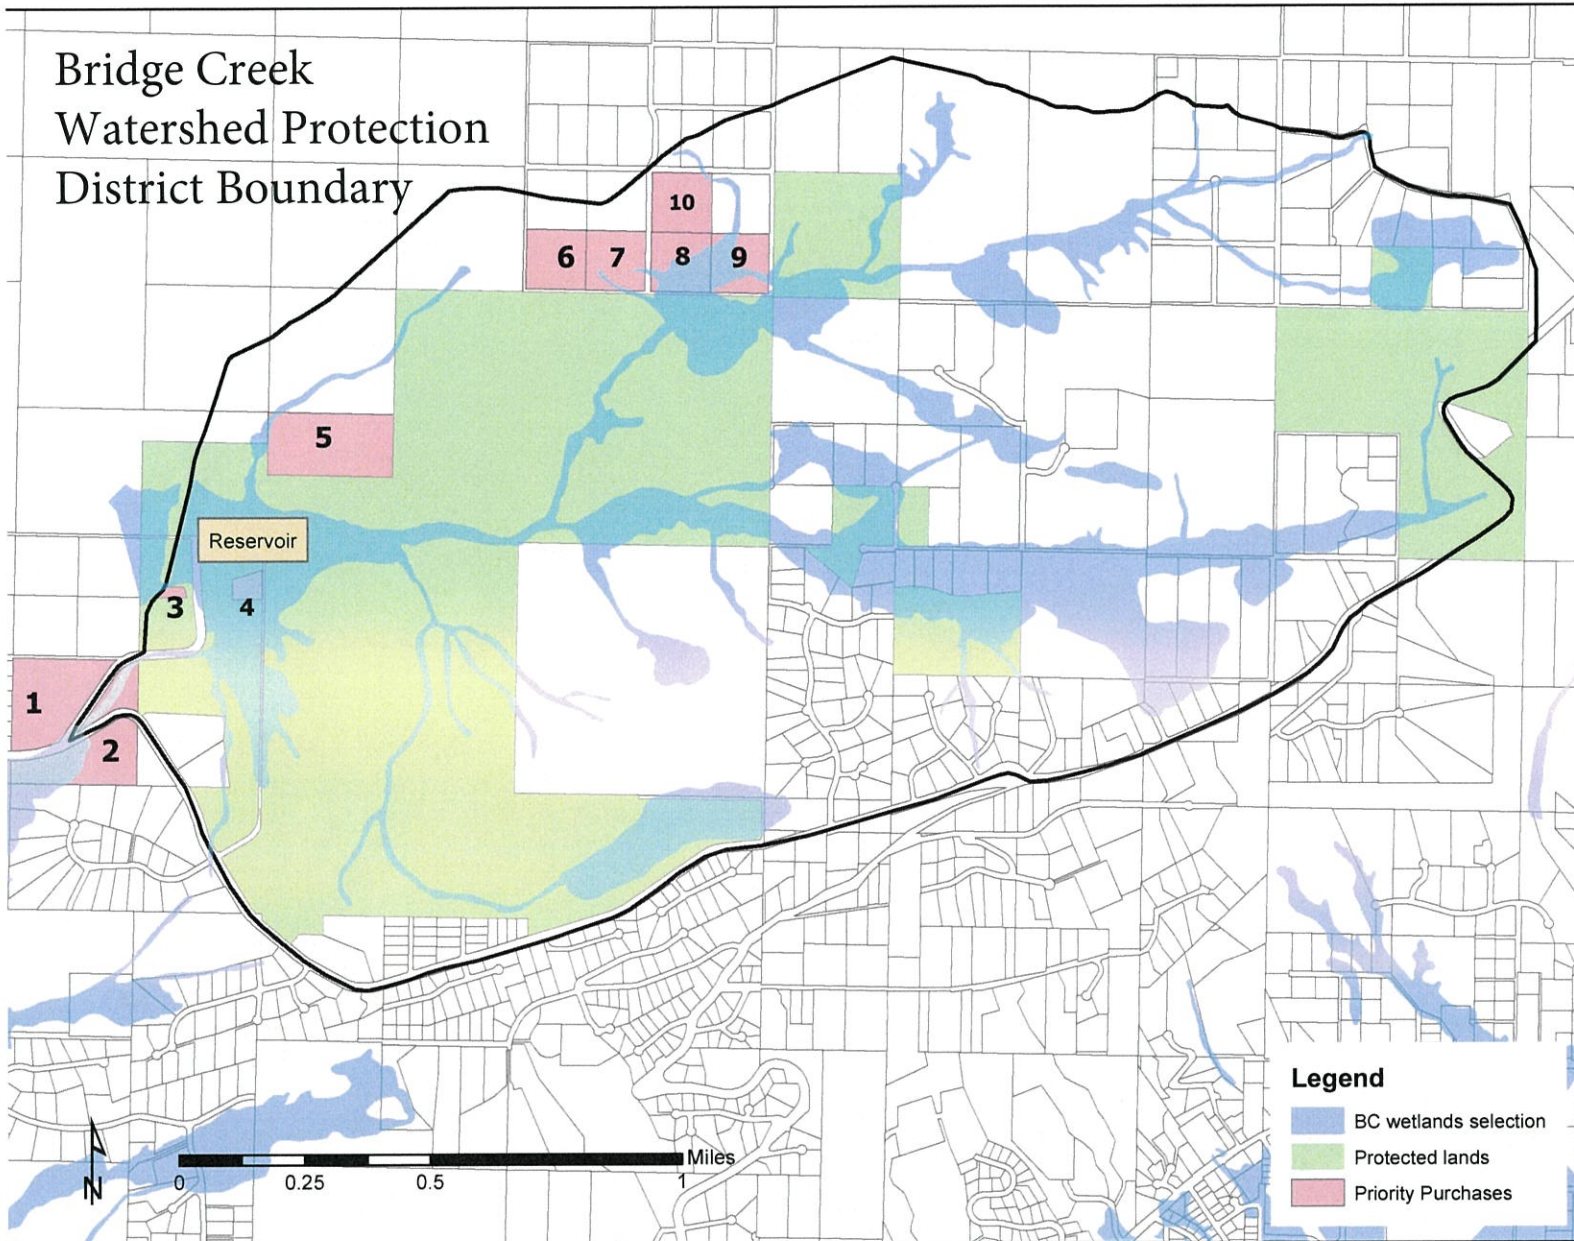 Bridge Creek
Watershed Protection
District Boundary
10
6
7
8
9
5
Reservoir
3
4
1
2
Legend
BC wetlands selection
Protected lands
Priority Purchases
Miles
0
0.25
0.5
1
N